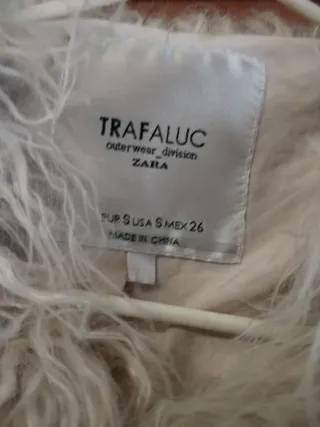 TRAFALUC
outerwear_division
ZARA
EUR S USA S MEX 26
MADE IN CHINA